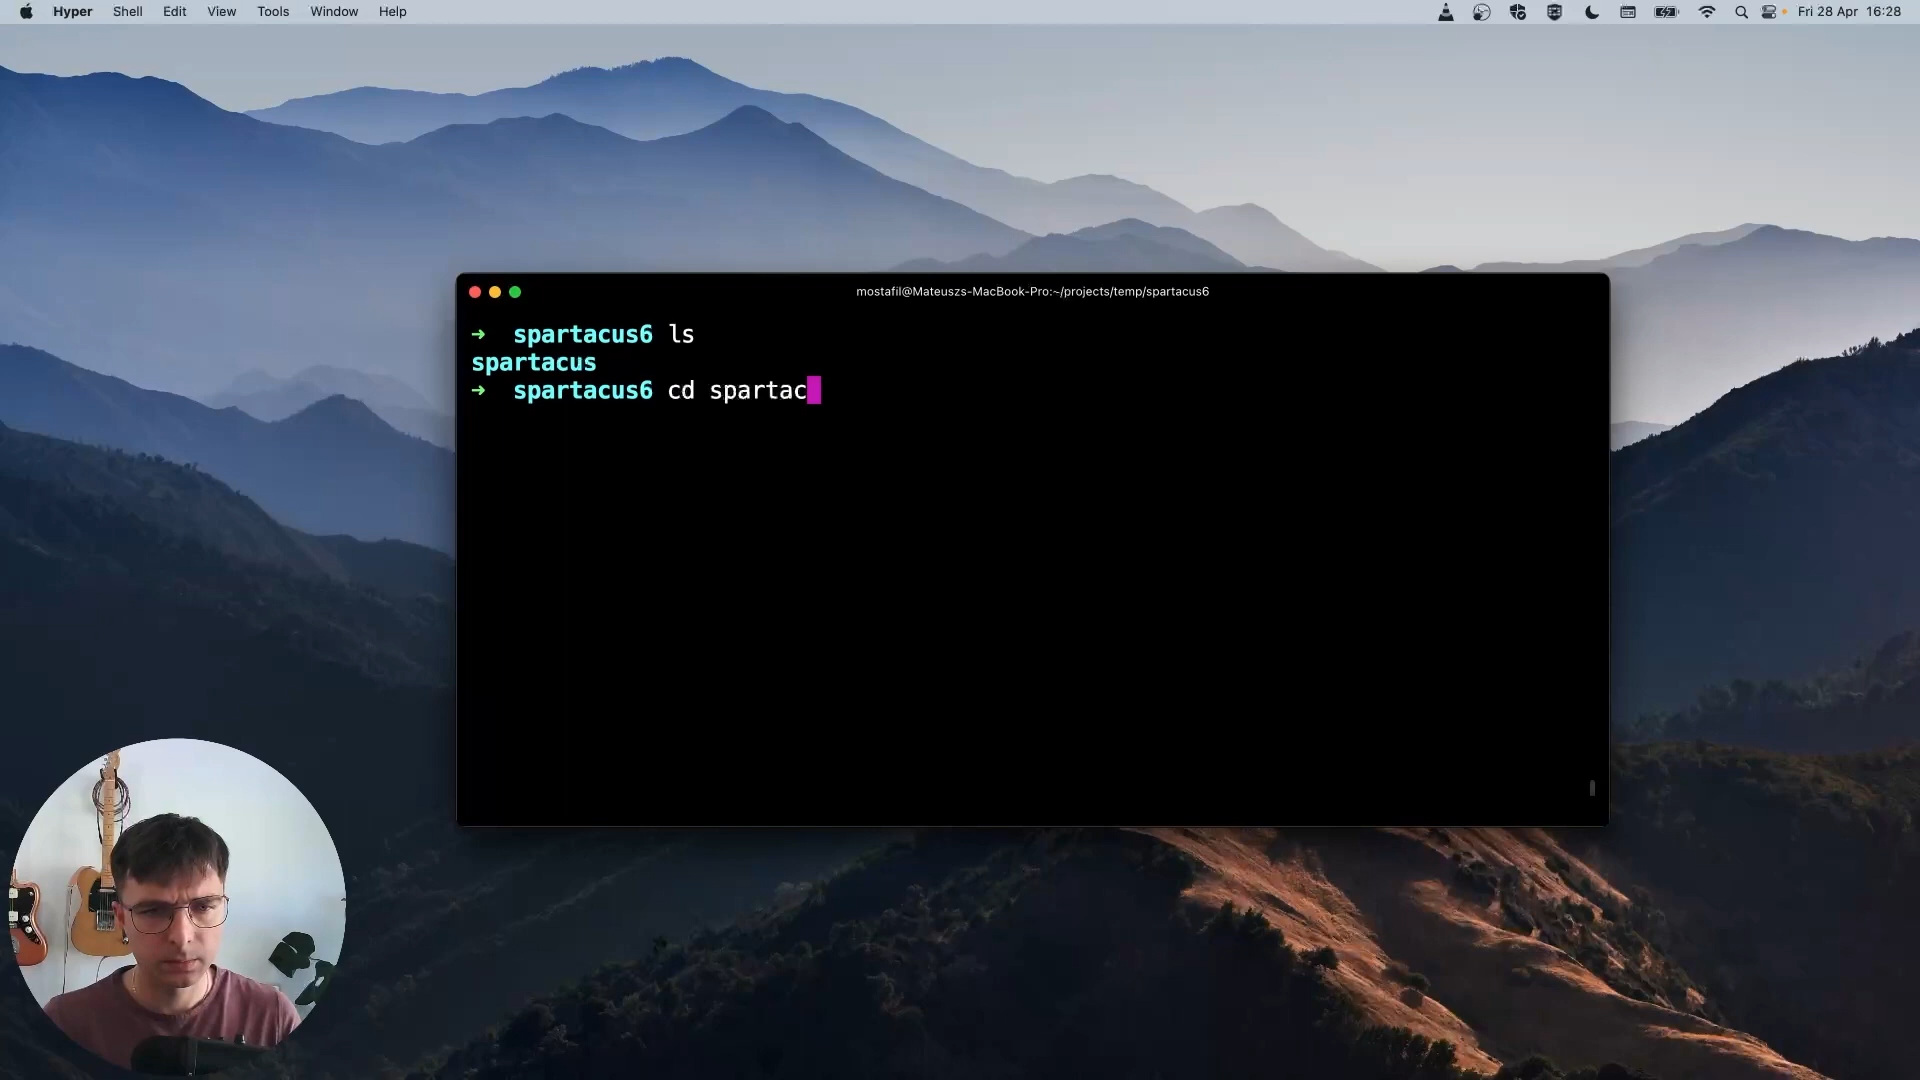 Hyper Shell Edit View Tools Window Help Fri 28 Apr 16:28
mostafil@Mateuszs-MacBook-Pro:~/projects/temp/spartacus6
➜ spartacus6 ls
spartacus
➜ spartacus6 cd spartac